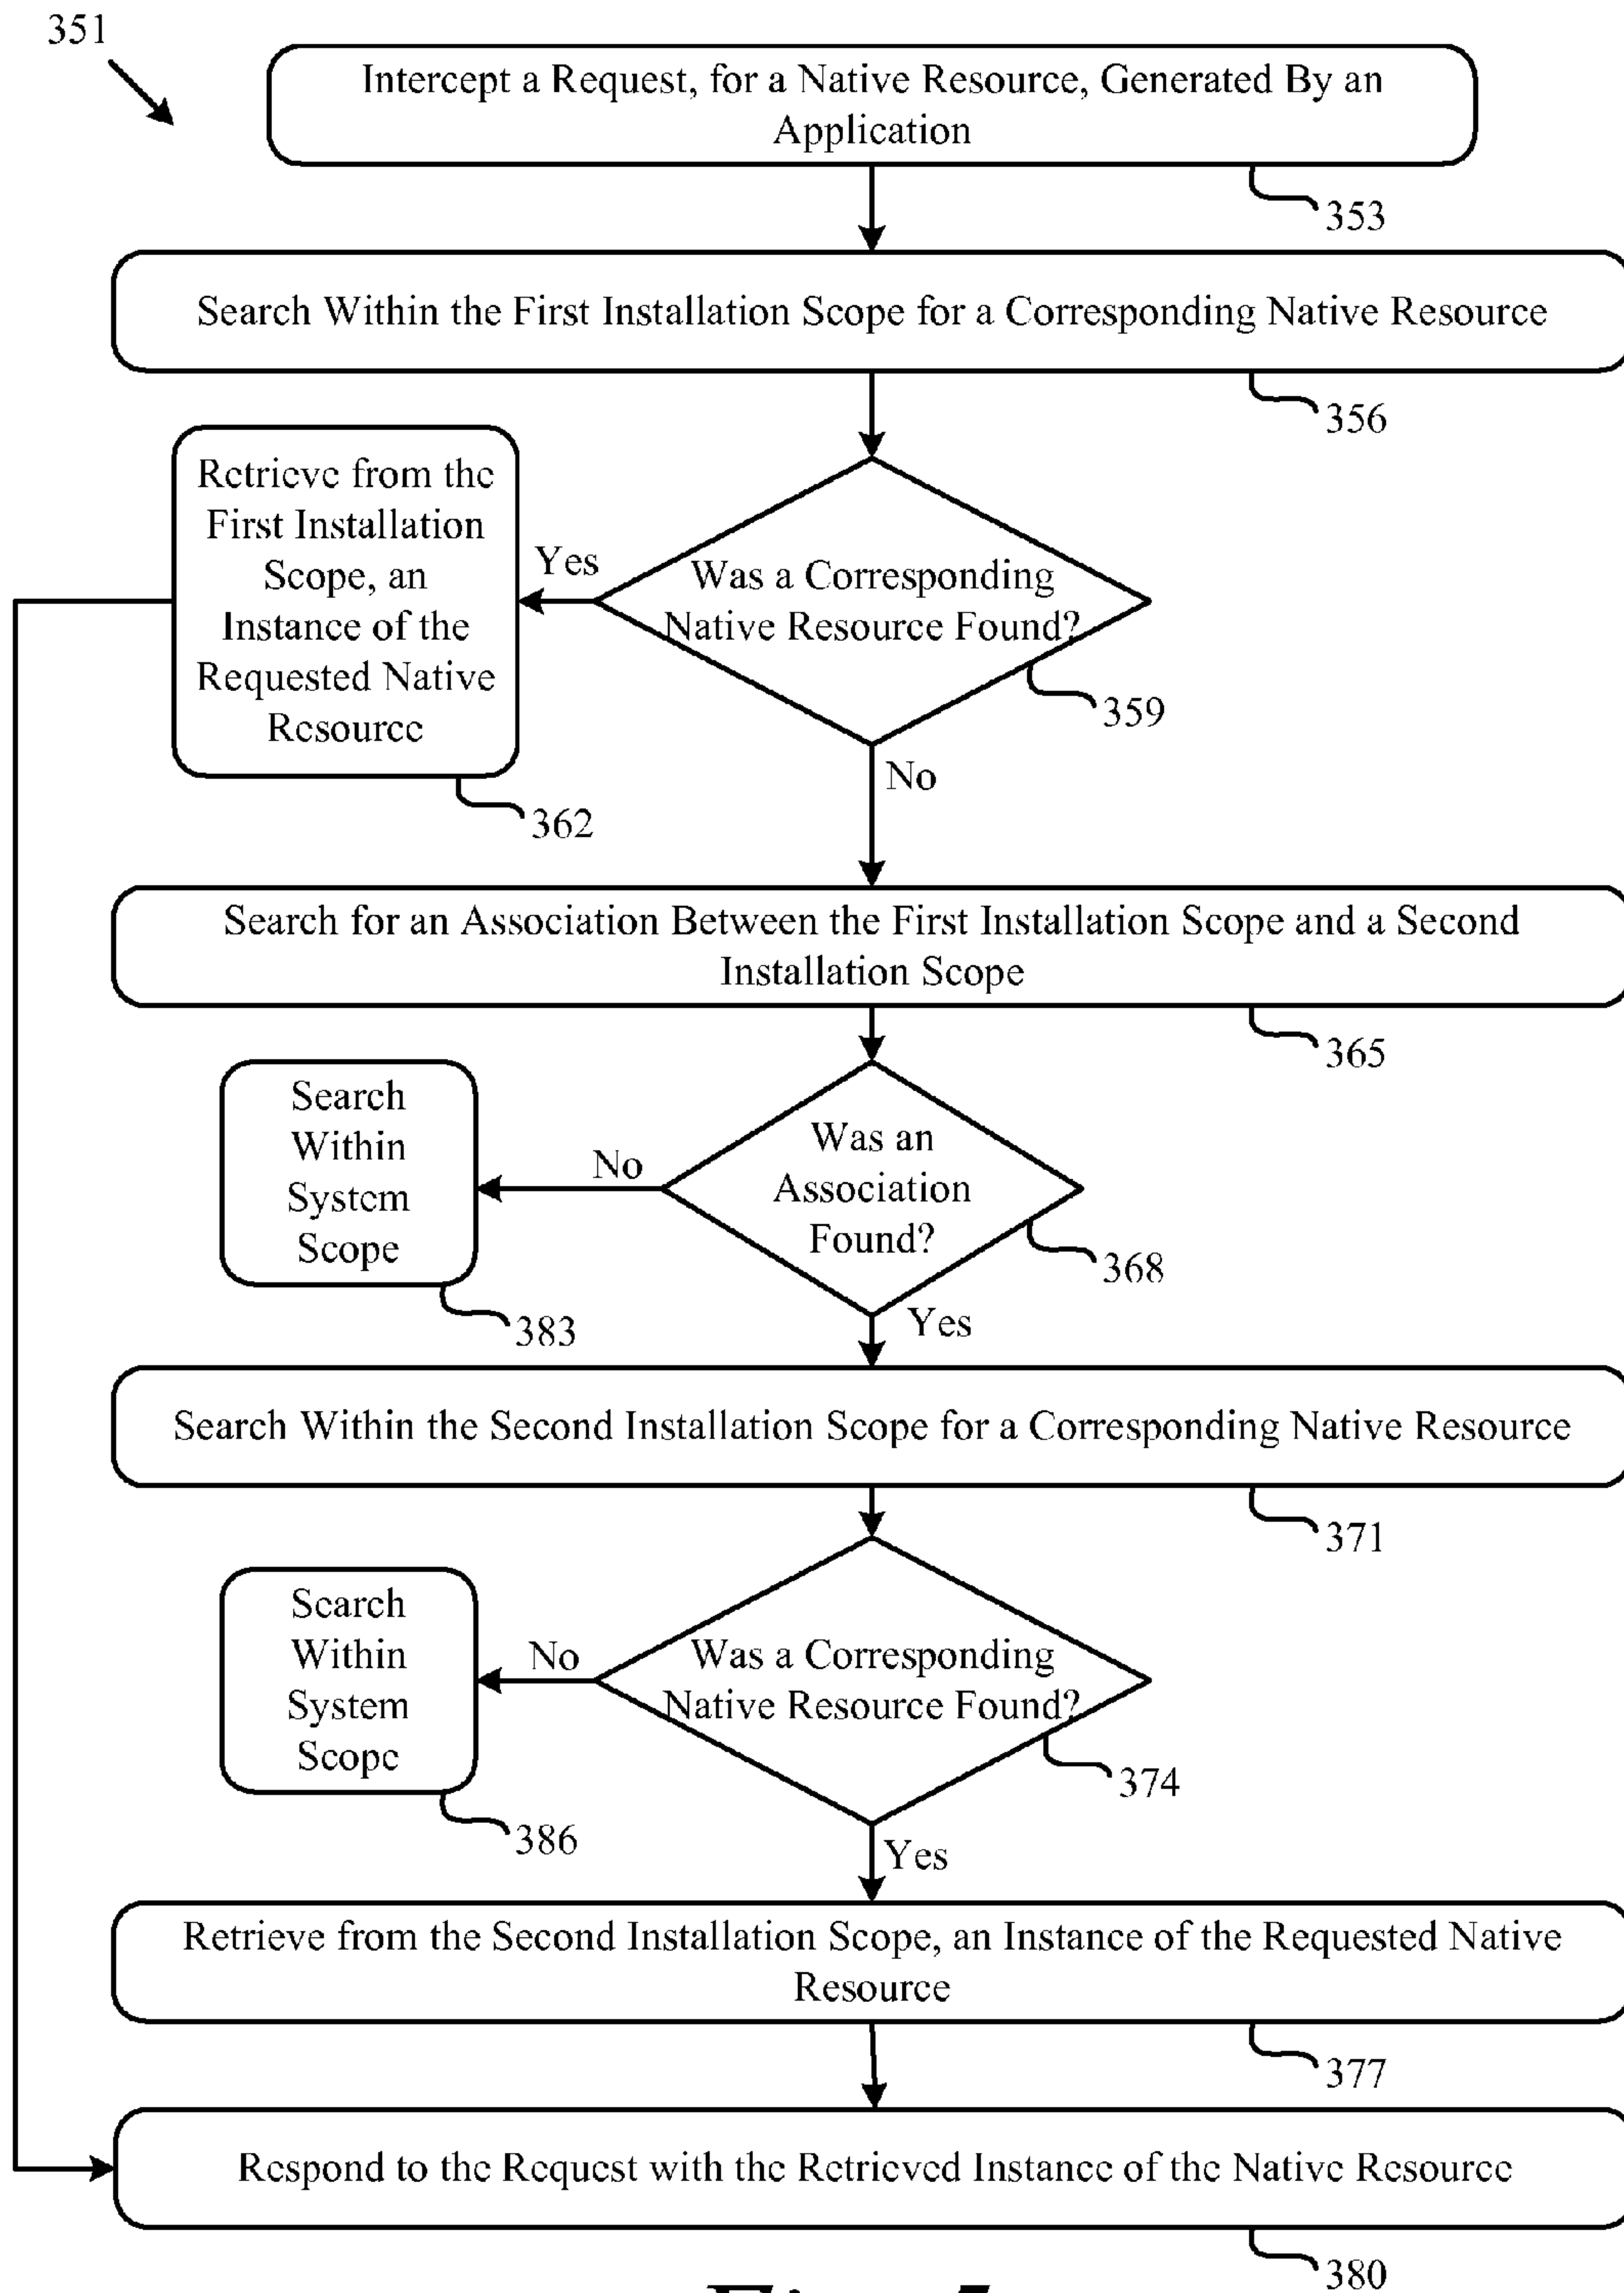 351
Intercept a Request, for a Native Resource, Generated By an
Application
353
Search Within the First Installation Scope for a Corresponding Native Resource
356
Retrieve from the
First Installation
Scope, an
Instance of the
Requested Native
Resource
362
Yes
Was a Corresponding
Native Resource Found?
359
No
Search for an Association Between the First Installation Scope and a Second
Installation Scope
365
Search
Within
System
Scope
383
No
Was an
Association
Found?
368
Yes
Search Within the Second Installation Scope for a Corresponding Native Resource
371
Search
Within
System
Scope
386
No
Was a Corresponding
Native Resource Found?
374
Yes
Retrieve from the Second Installation Scope, an Instance of the Requested Native
Resource
377
Respond to the Request with the Retrieved Instance of the Native Resource
380